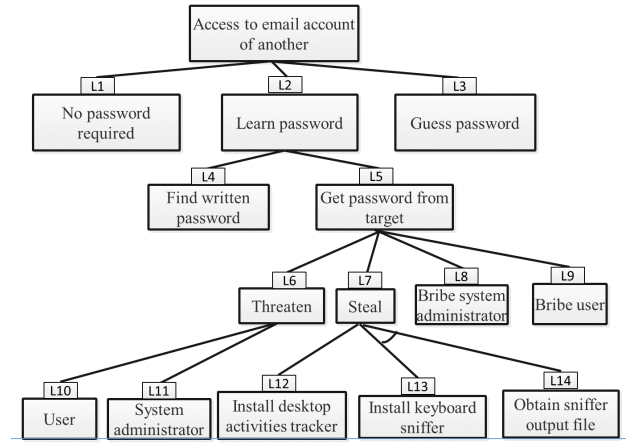 Access to email account
of another
L1
L2
L3
No password
required
Learn password
Guess password
L4
L5
Find written
password
Get password from
target
L6
L7
L8
L9
Threaten
Steal
Bribe system
administrator
Bribe user
L10
L11
L12
L13
L14
User
System
administrator
Install desktop
activities tracker
Install keyboard
sniffer
Obtain sniffer
output file